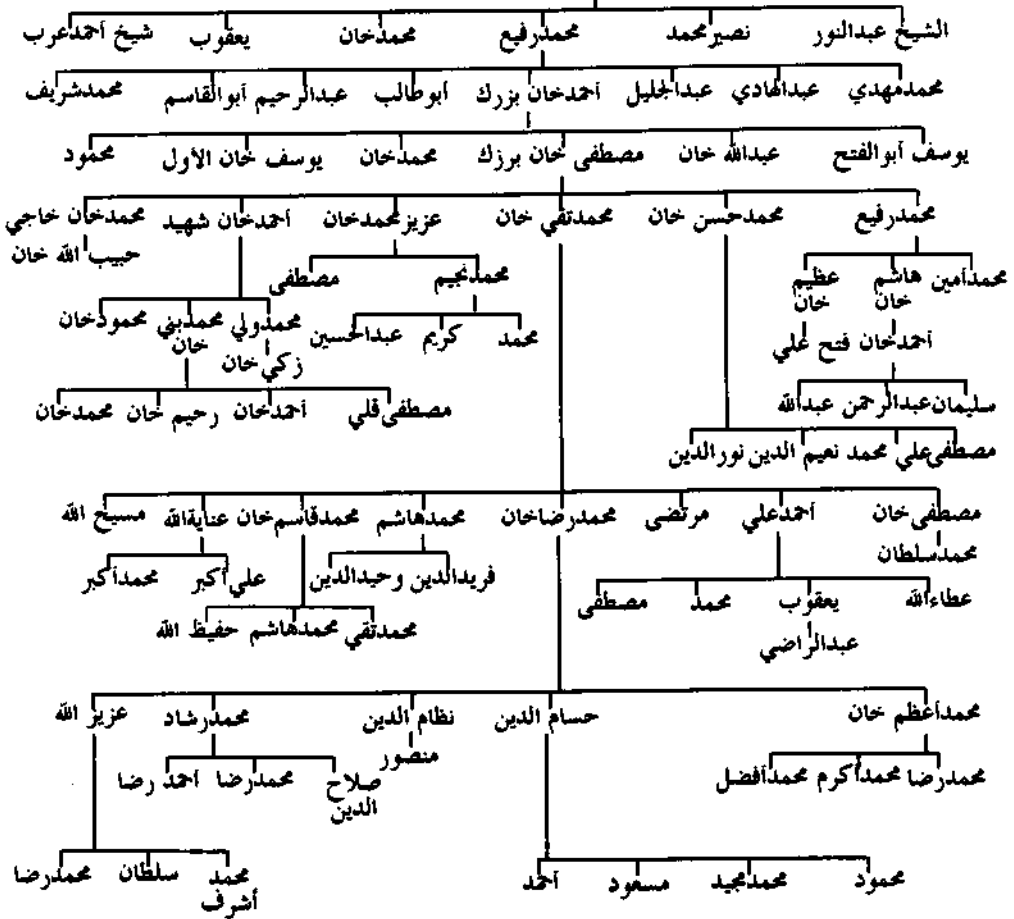 الشيخ عبدالنور نصيرمحمد محمدرفيع محمدخان يعقوب شيخ أحمدعرب
محمدمهدي عبدالهادي عبدالجليل أحمدخان بزرك أبوطالب عبدالرحيم أبوالقاسم محمدشريف
يوسف أبوالفتح عبدالله خان مصطفى خان برزك محمدخان يوسف خان الأول محمود
محمدرفيع محمدحسن خان محمدتقي خان عزيزمحمدخان أحمدخان شهيد محمدخان خاجي
حبيب الله خان
محمدأمين هاشم خان عظيم خان محمدنجيم مصطفى
محمدولي محمدبني خان محمودخان
أحمدخان فتح علي محمد كريم عبدالحسين زكي خان
سليمان عبدالرحمن عبدالله مصطفى قلي أحمدخان رحيم خان محمدخان
مصطفى علي محمد نعيم الدين نورالدين
مصطفى خان أحمدعلي مرتضى محمدرضاخان محمدهاشم محمدقاسم خان عناية الله مسيح الله
محمدسلطان
فريدالدين وحيدالدين علي أكبر محمدأكبر
عطاءالله يعقوب محمد مصطفى
محمدتقي محمدهاشم حفيظ الله
عبدالراضي
محمدأعظم خان حسام الدين نظام الدين محمدرشاد عزيز الله
منصور
محمدرضا محمدأكرم محمدأفضل صلاح الدين محمدرضا أحمد رضا
محمود محمدمجيد مسعود أحمد محمد أشرف سلطان محمدرضا